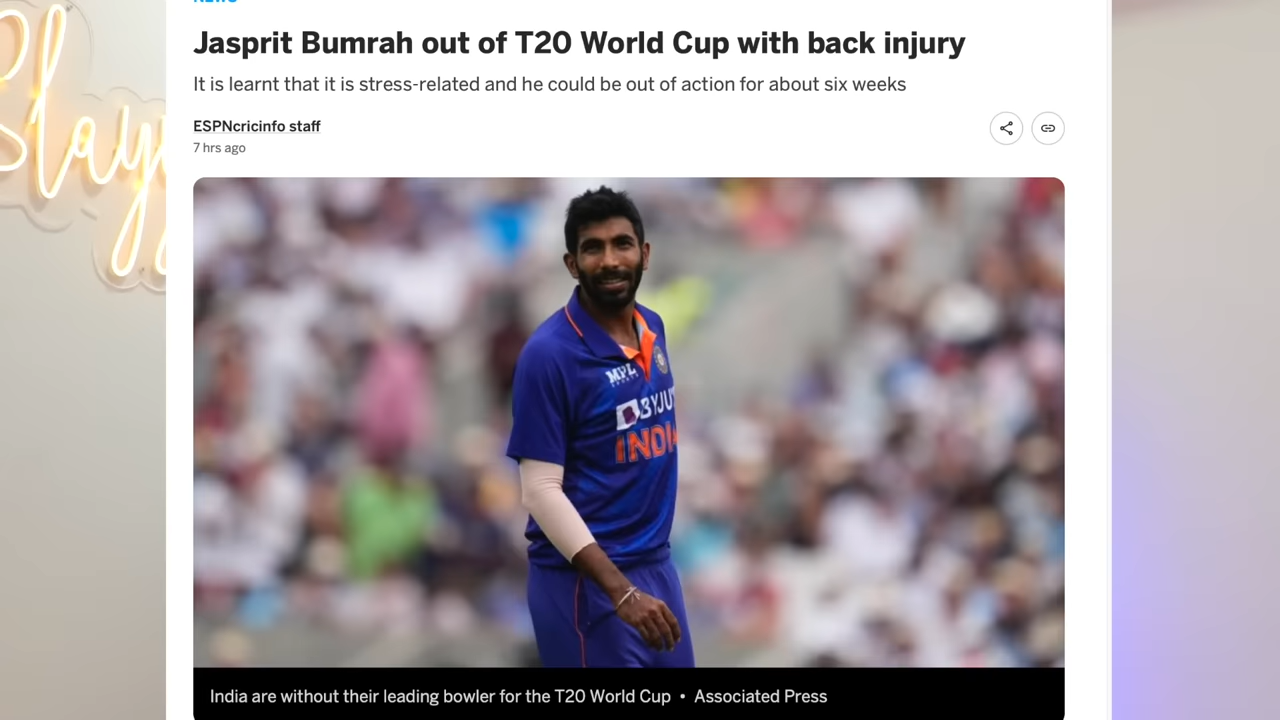 NEWS
Jasprit Bumrah out of T20 World Cup with back injury
It is learnt that it is stress-related and he could be out of action for about six weeks
ESPNcricinfo staff
7 hrs ago
Slay
MPL
BYJU
INDIA
India are without their leading bowler for the T20 World Cup • Associated Press